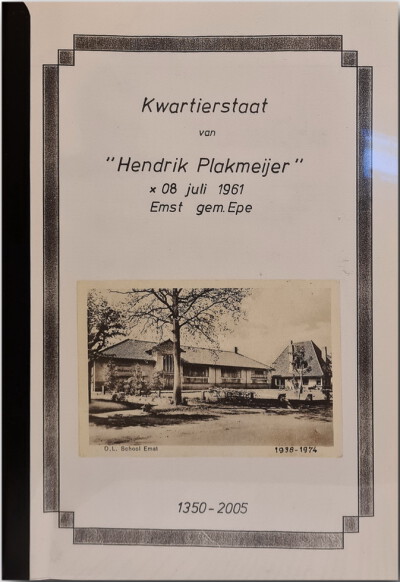 Kwartierstaat
van
"Hendrik Plakmeijer"
× 08 juli 1961
Emst gem. Epe
O.L. School Emst
1938-1974
1350-2005